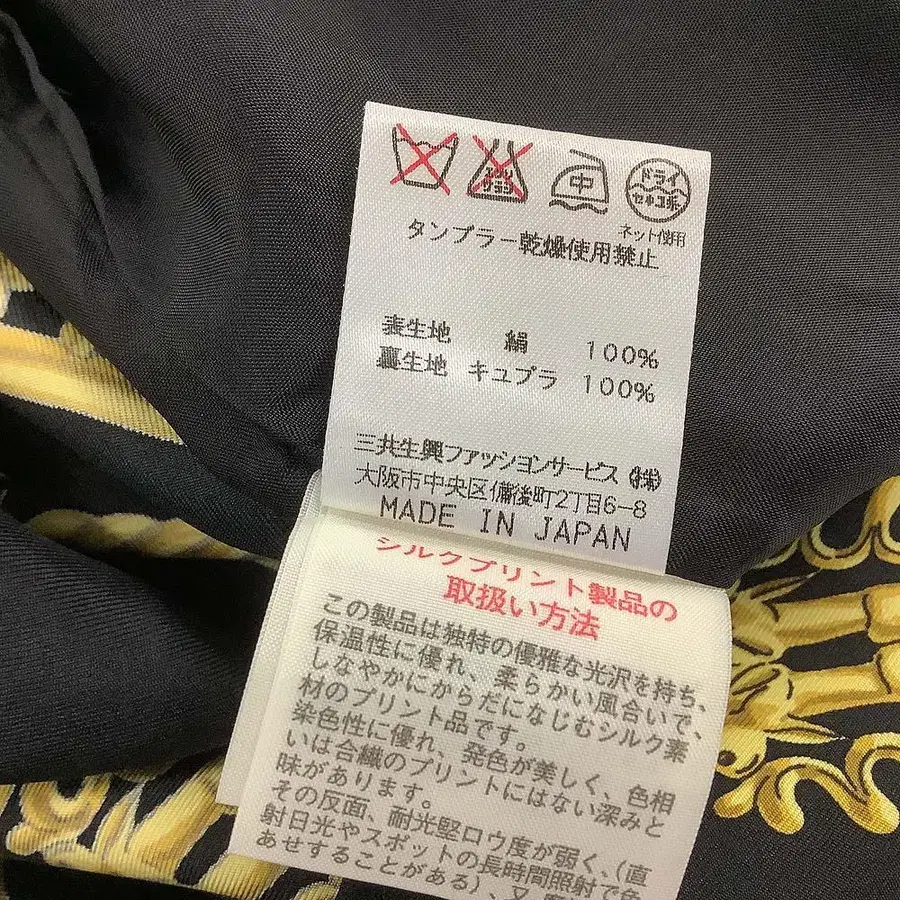 エンソ
サラシ
中
ドライ
セキユ系
ネット使用
タンブラー乾燥使用禁止
表生地 絹 100%
裏生地 キュプラ 100%
三共生興ファッションサービス(株)
大阪市中央区備後町2丁目6-8
MADE IN JAPAN
シルクプリント製品の
取扱い方法
この製品は独特の優雅な光沢を持ち、
保温性に優れ、柔らかい風合いで、
しなやかにからだになじむシルク素
材のプリント品です。
染色性に優れ、発色が美しく、色相
いは合繊のプリントにはない深みと
味があります。
その反面、耐光堅ロウ度が弱く、(直
射日光やスポットの長時間照射で色
あせすることがある)、又